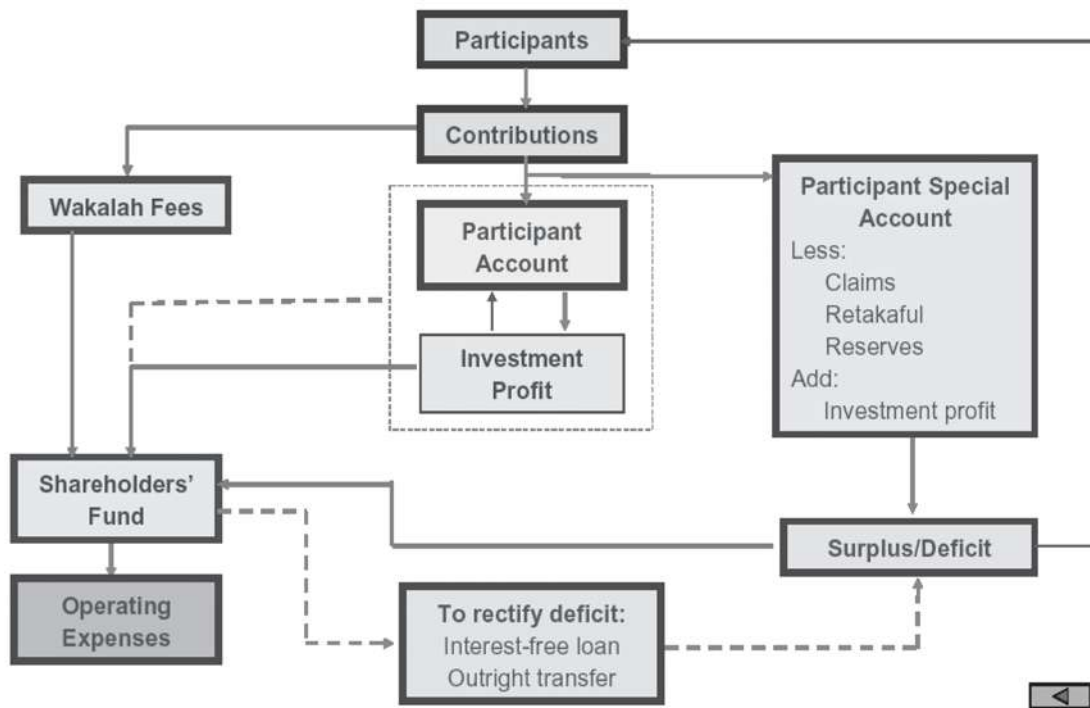 Participants
Contributions
Wakalah Fees
Participant
Account
Investment
Profit
Participant Special
Account
Less:
Claims
Retakaful
Reserves
Add:
Investment profit
Shareholders’
Fund
Surplus/Deficit
Operating
Expenses
To rectify deficit:
Interest-free loan
Outright transfer